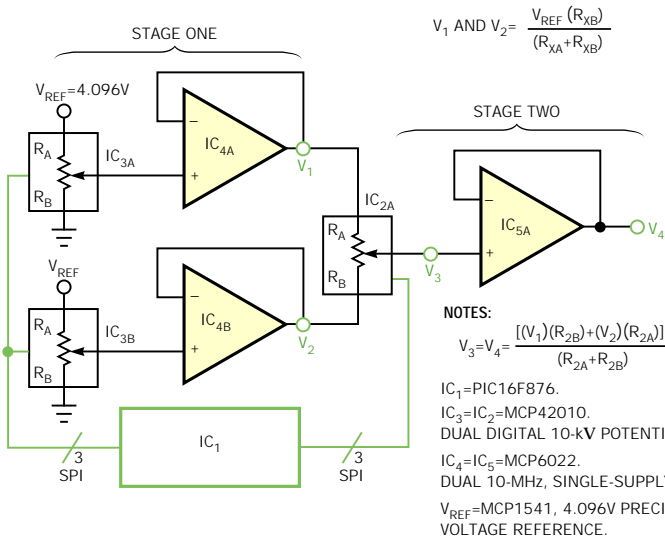 V1 AND V2= VREF (RXB)
(RXA+RXB)
STAGE ONE
VREF=4.096V
RA
RB
IC3A
−
+
IC4A
V1
STAGE TWO
IC2A
RA
RB
V3
−
+
IC5A
V4
VREF
RA
RB
IC3B
−
+
IC4B
V2
IC1
3
SPI
3
SPI
NOTES:
V3=V4= [(V1)(R2B)+(V2)(R2A)]
(R2A+R2B)
IC1=PIC16F876.
IC3=IC2=MCP42010.
DUAL DIGITAL 10-kV POTENTI
IC4=IC5=MCP6022.
DUAL 10-MHz, SINGLE-SUPPLY
VREF=MCP1541, 4.096V PRECI
VOLTAGE REFERENCE.